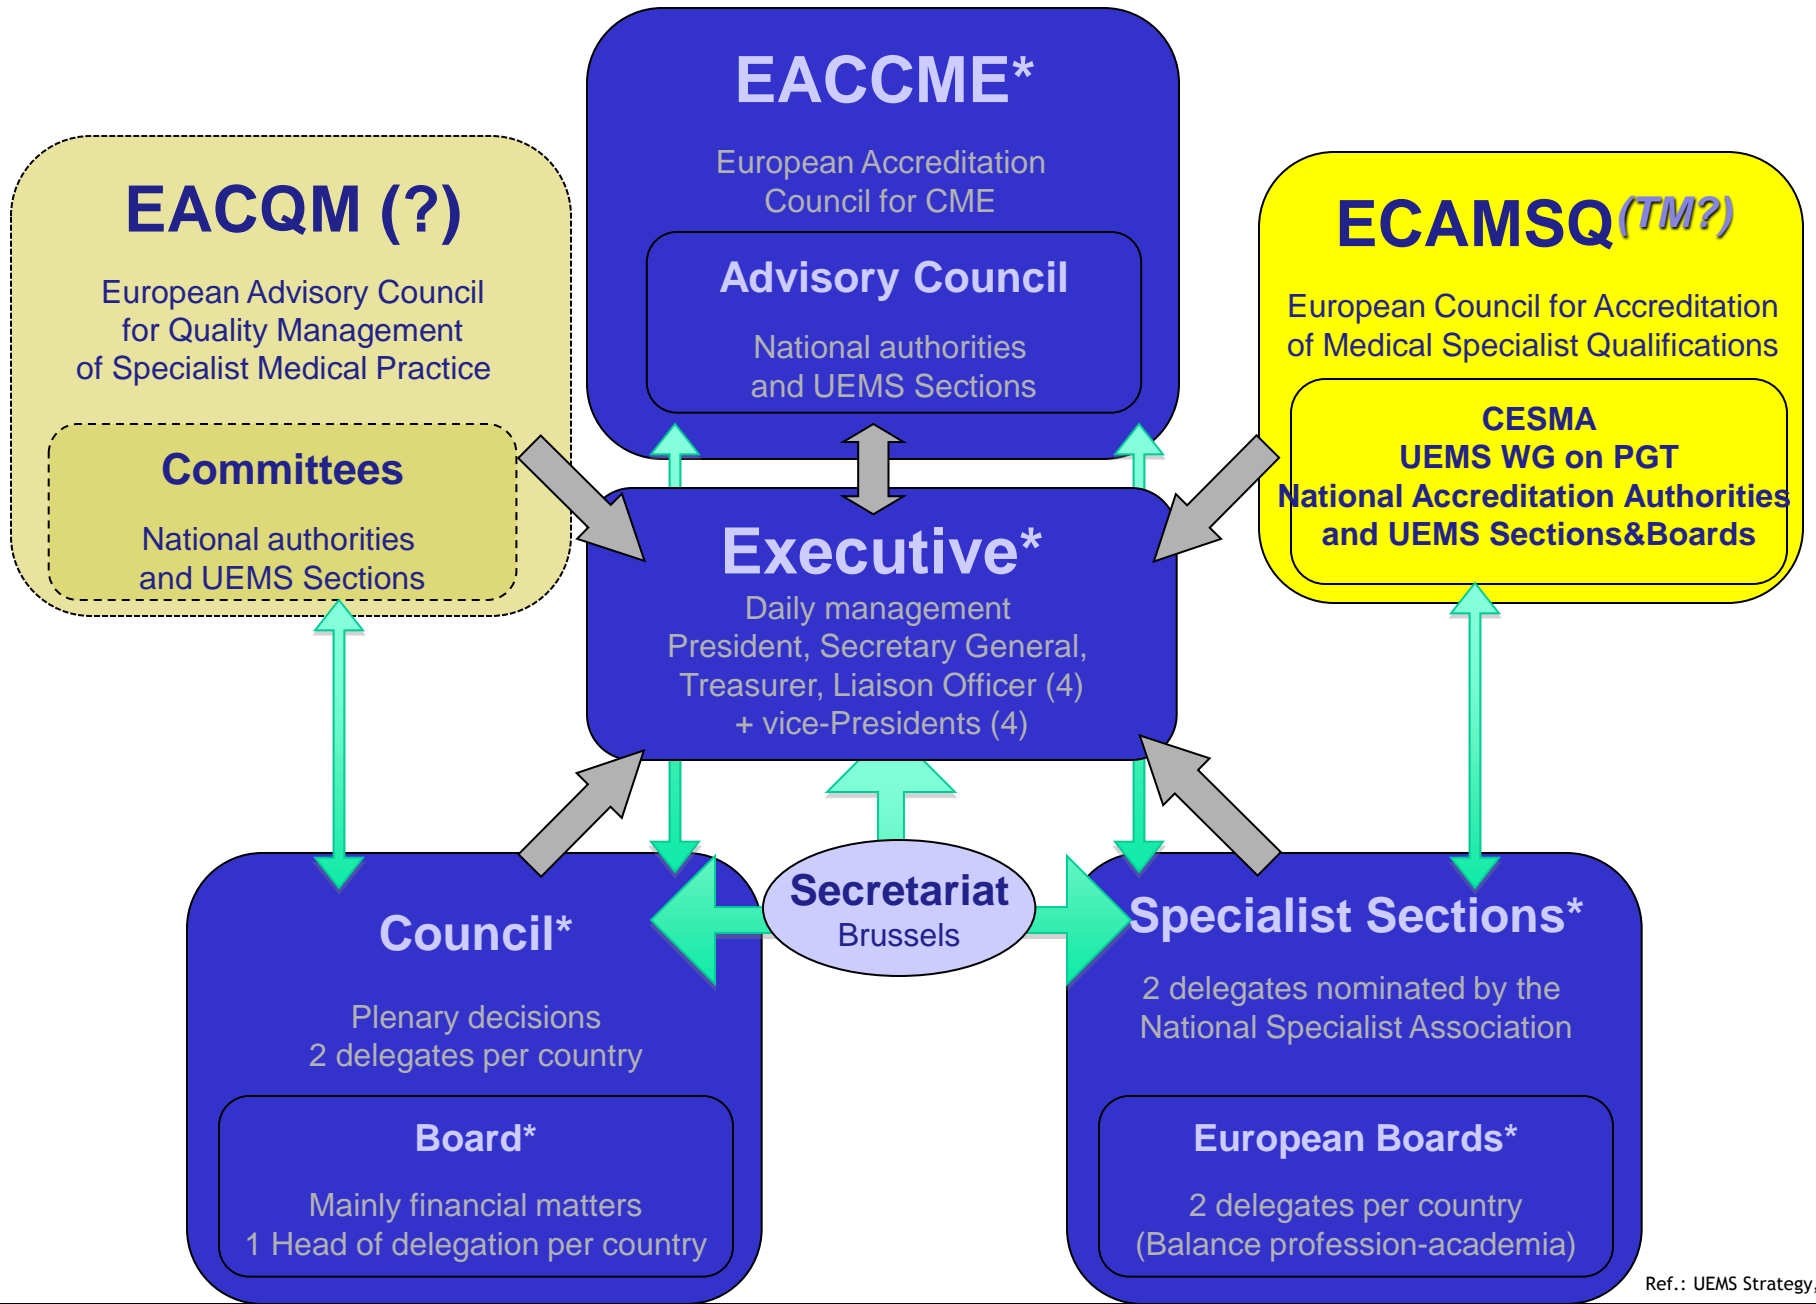 EACCME*
European Accreditation
Council for CME
Advisory Council
National authorities
and UEMS Sections
EACQM (?)
European Advisory Council
for Quality Management
of Specialist Medical Practice
Committees
National authorities
and UEMS Sections
ECAMSQ(TM?)
European Council for Accreditation
of Medical Specialist Qualifications
CESMA
UEMS WG on PGT
National Accreditation Authorities
and UEMS Sections&Boards
Executive*
Daily management
President, Secretary General,
Treasurer, Liaison Officer (4)
+ vice-Presidents (4)
Secretariat
Brussels
Council*
Plenary decisions
2 delegates per country
Board*
Mainly financial matters
1 Head of delegation per country
Specialist Sections*
2 delegates nominated by the
National Specialist Association
European Boards*
2 delegates per country
(Balance profession-academia)
Ref.: UEMS Strategy,